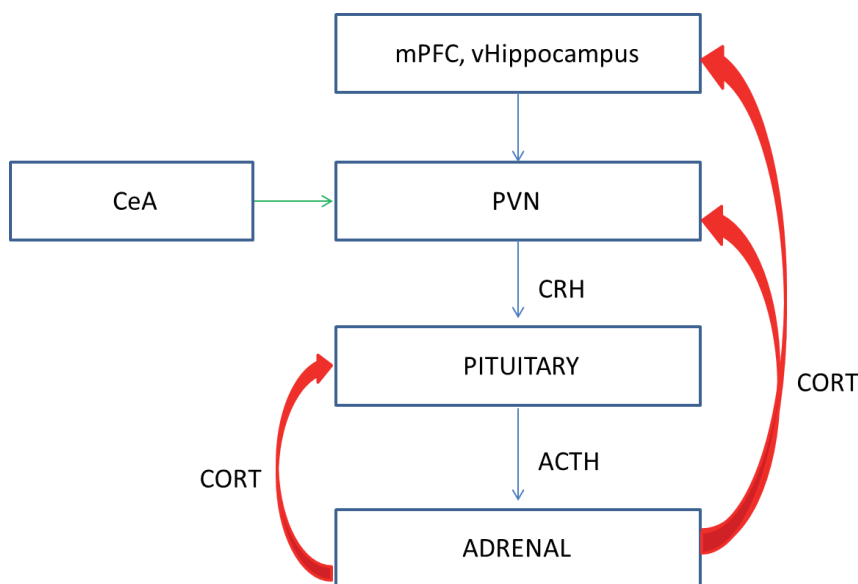 mPFC, vHippocampus
CeA
PVN
CRH
PITUITARY
CORT
CORT
ACTH
ADRENAL